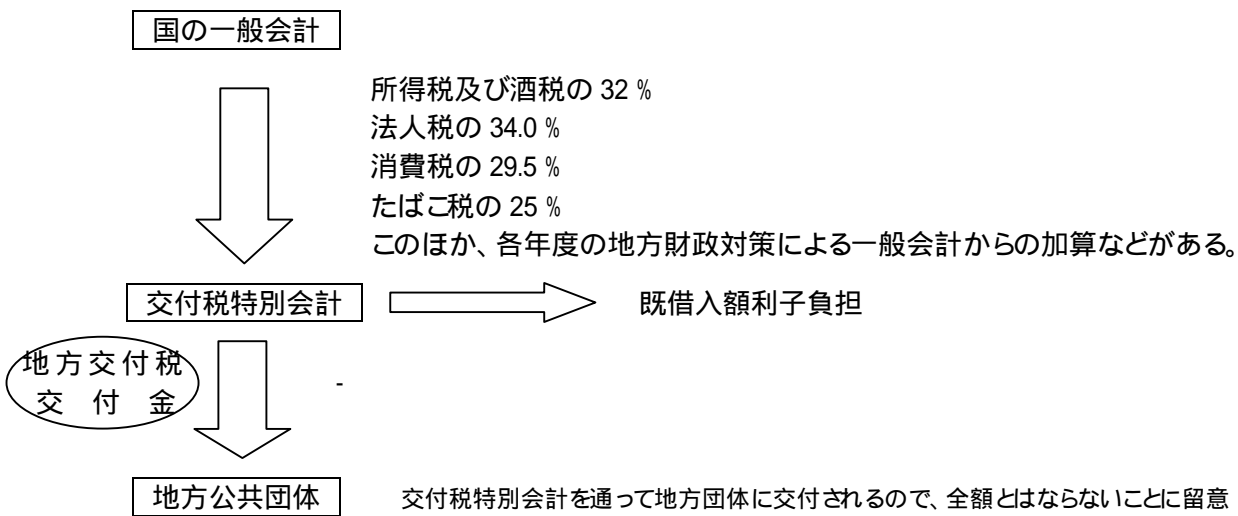 国の一般会計
所得税及び酒税の 32 %
法人税の 34.0 %
消費税の 29.5 %
たばこ税の 25 %
このほか、各年度の地方財政対策による一般会計からの加算などがある。
交付税特別会計
既借入額利子負担
地方交付税
交 付 金
-
地方公共団体
交付税特別会計を通って地方団体に交付されるので、全額とはならないことに留意